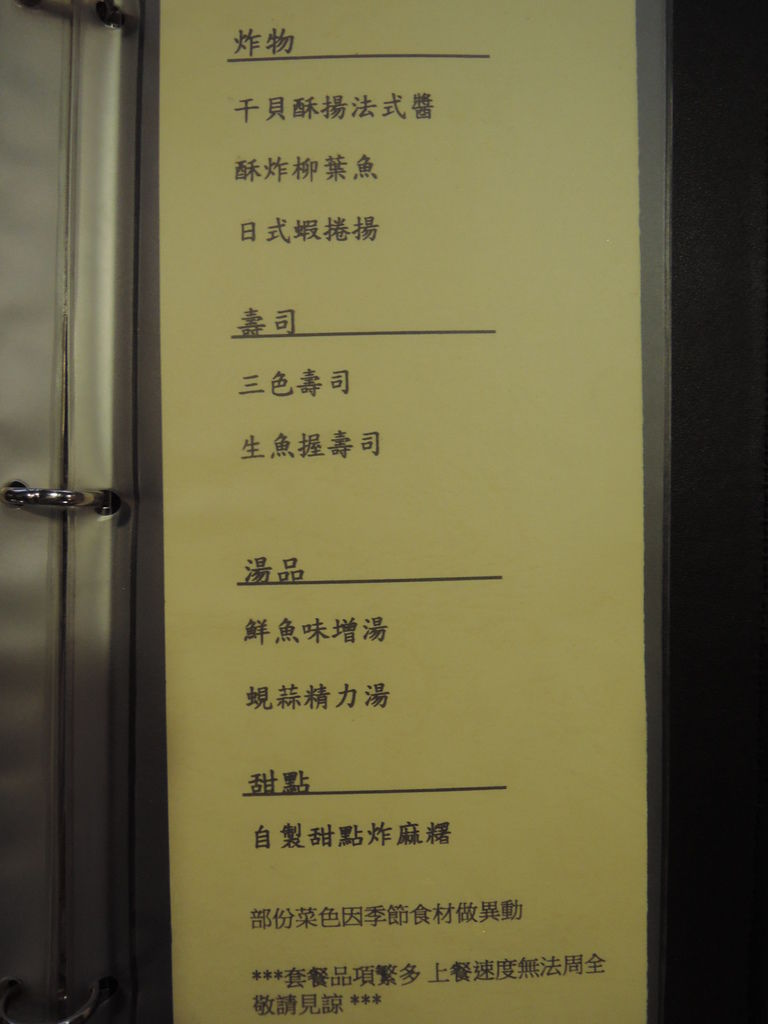 炸物
干貝酥揚法式醬
酥炸柳葉魚
日式蝦捲揚
壽司
三色壽司
生魚握壽司
湯品
鮮魚味增湯
蜆蒜精力湯
甜點
自製甜點炸麻糬
部份菜色因季節食材做異動
***套餐品項繁多 上餐速度無法周全
敬請見諒 ***